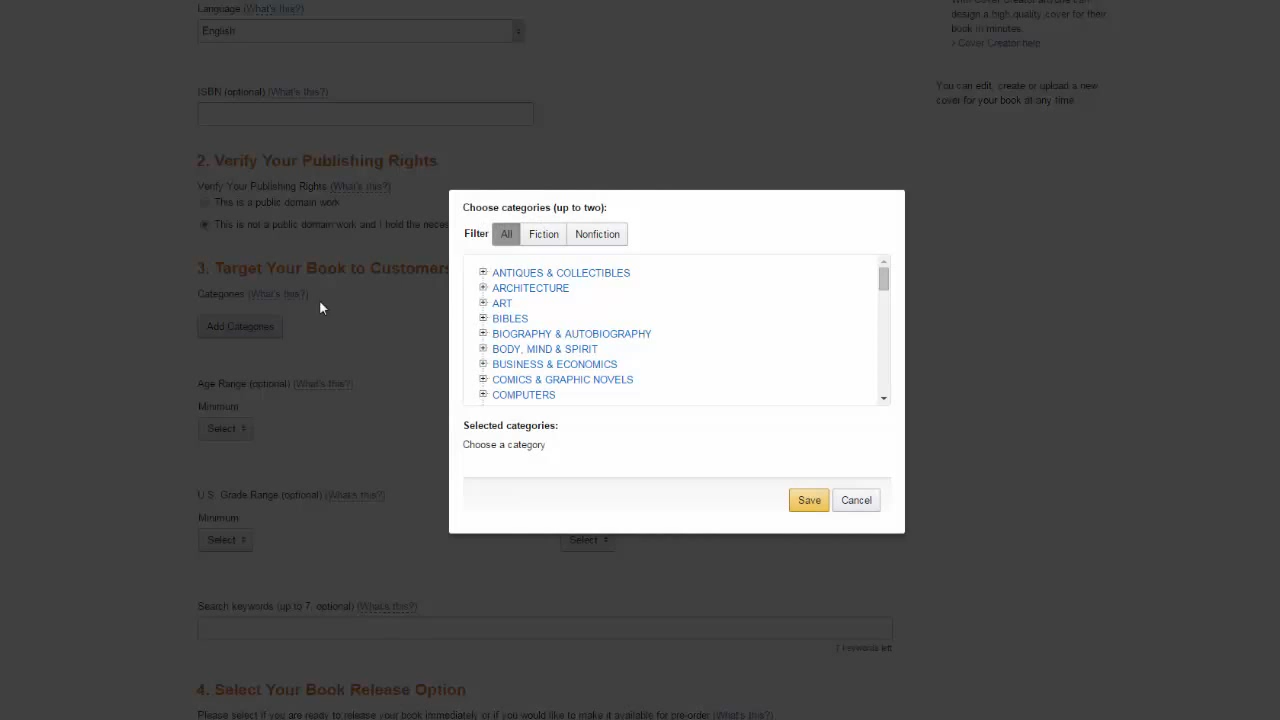 Language (What's this?)
English
ISBN (optional) (What's this?)
With Cover Creator and one can
design a high quality cover for their
book in minutes.
> Cover Creator help
You can edit, create or upload a new
cover for your book at any time.
2. Verify Your Publishing Rights
Verify Your Publishing Rights (What's this?)
This is a public domain work
This is not a public domain work and I hold the neces
3. Target Your Book to Customers
Categories (What's this?)
Add Categories
Age Range (optional) (What's this?)
Minimum
Select
U.S. Grade Range (optional) (What's this?)
Minimum
Select
Select
Search keywords (up to 7, optional) (What's this?)
7 keywords left
4. Select Your Book Release Option
Please select if you are ready to release your book immediately or if you would like to make it available for pre-order (What's this?)
Choose categories (up to two):
Filter All Fiction Nonfiction
ANTIQUES & COLLECTIBLES
ARCHITECTURE
ART
BIBLES
BIOGRAPHY & AUTOBIOGRAPHY
BODY, MIND & SPIRIT
BUSINESS & ECONOMICS
COMICS & GRAPHIC NOVELS
COMPUTERS
Selected categories:
Choose a category
Save Cancel